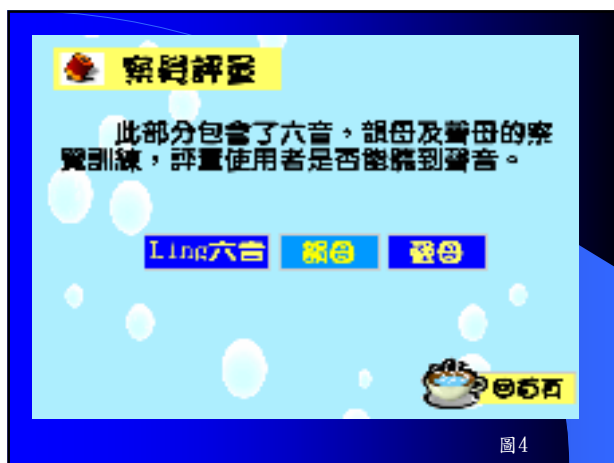 察覺評量
此部分包含了六音，韻母及聲母的察
覺訓練，評量使用者是否能聽到聲音。
Ling六音
韻母
聲母
回首頁
圖4